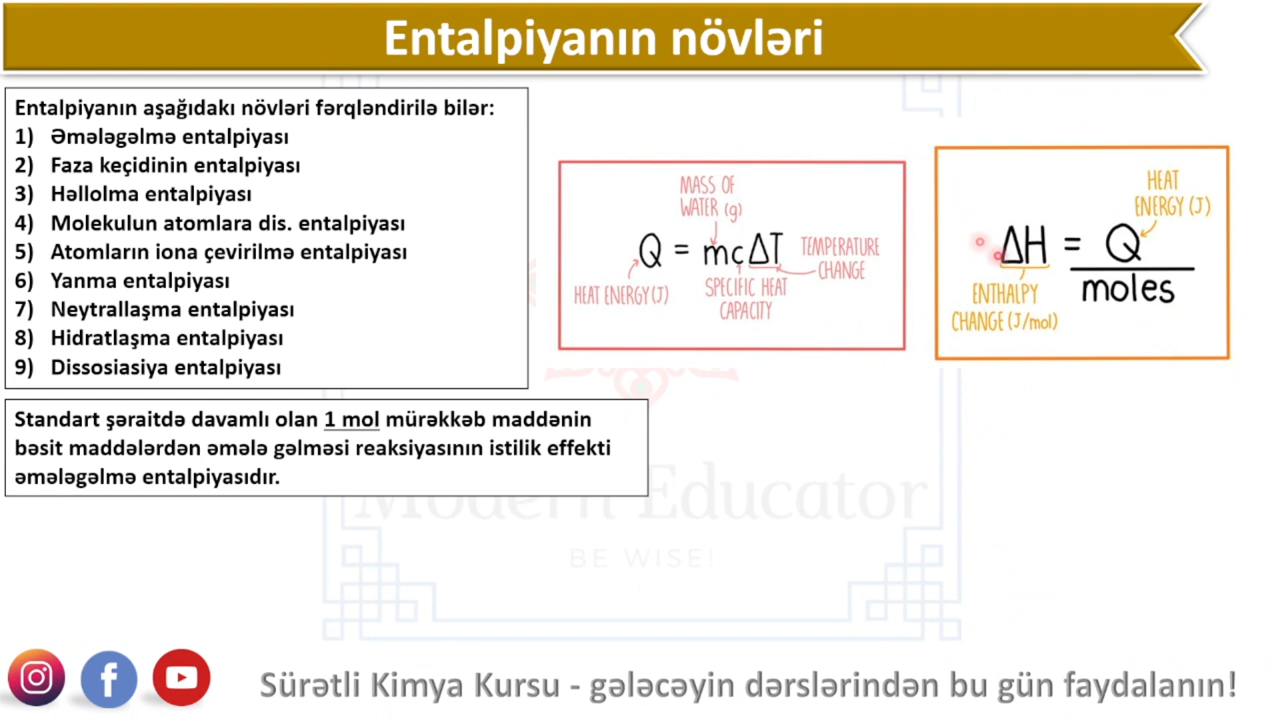 Entalpiyanın növləri
Entalpiyanın aşağıdakı növləri fərqləndirilə bilər:
1) Əmələgəlmə entalpiyası
2) Faza keçidinin entalpiyası
3) Həllolma entalpiyası
4) Molekulun atomlara dis. entalpiyası
5) Atomların iona çevirilmə entalpiyası
6) Yanma entalpiyası
7) Neytrallaşma entalpiyası
8) Hidratlaşma entalpiyası
9) Dissosiasiya entalpiyası
MASS OF
WATER (g)
Q = mcΔT
TEMPERATURE
CHANGE
HEAT ENERGY(J)
SPECIFIC HEAT
CAPACITY
HEAT
ENERGY (J)
ΔH = Q
moles
ENTHALPY
CHANGE (J/mol)
Standart şəraitdə davamlı olan 1 mol mürəkkəb maddənin
bəsit maddələrdən əmələ gəlməsi reaksiyasının istilik effekti
əmələgəlmə entalpiyasıdır.
Modern Educator
BE WISE!
Sürətli Kimya Kursu - gələcəyin dərslərindən bu gün faydalanın!